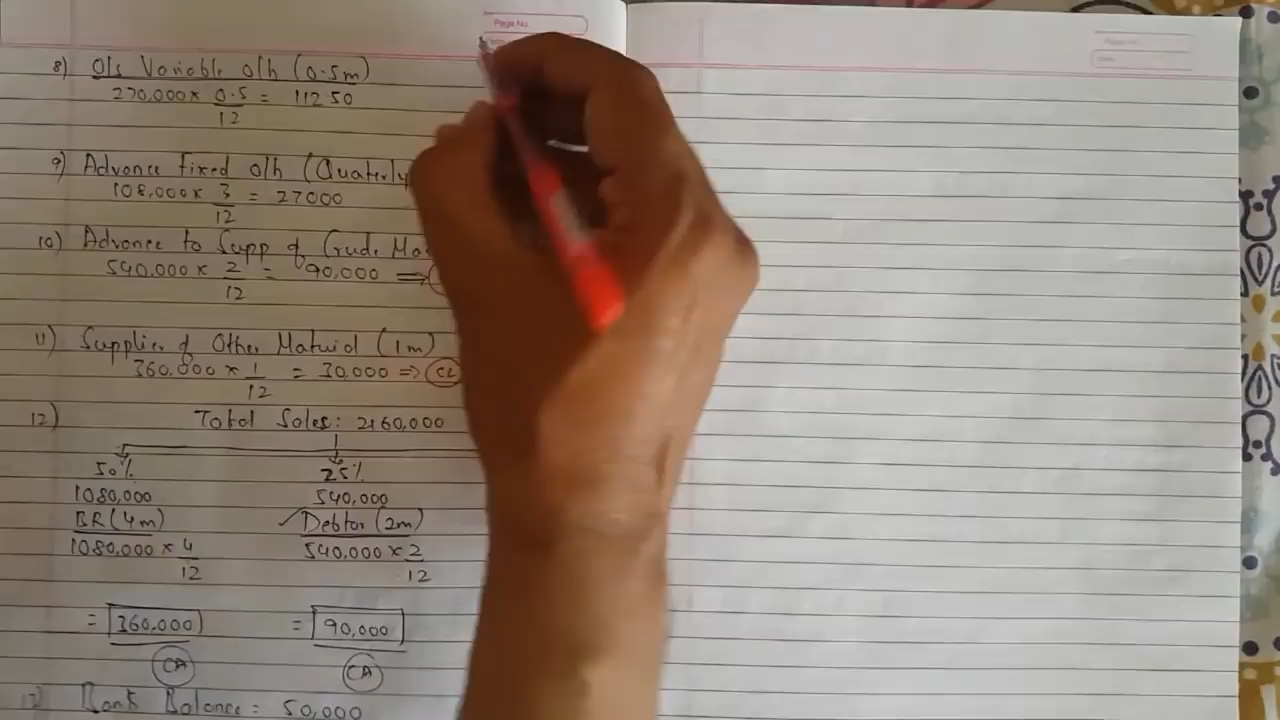 Page No.
8) O/s Variable o/h (0.5m)
270,000 x 0.5 = 11250
12
9) Advance fixed o/h (Quaterly
108,000 x 3 = 27000
12
10) Advance to Supp of Crude Ma
540,000 x 2 = 90,000 ⇒
12
11) Supplier of Other Material (1m)
360,000 x 1 = 30,000 ⇒ CL
12
12) Total Sales: 2160,000
50% 25%
1080,000 540,000
BR (4m) ✓ Debtor (2m)
1080,000 x 4 540,000 x 2
12 12
= 360,000 = 90,000
CA CA
13) Bank Balance = 50,000